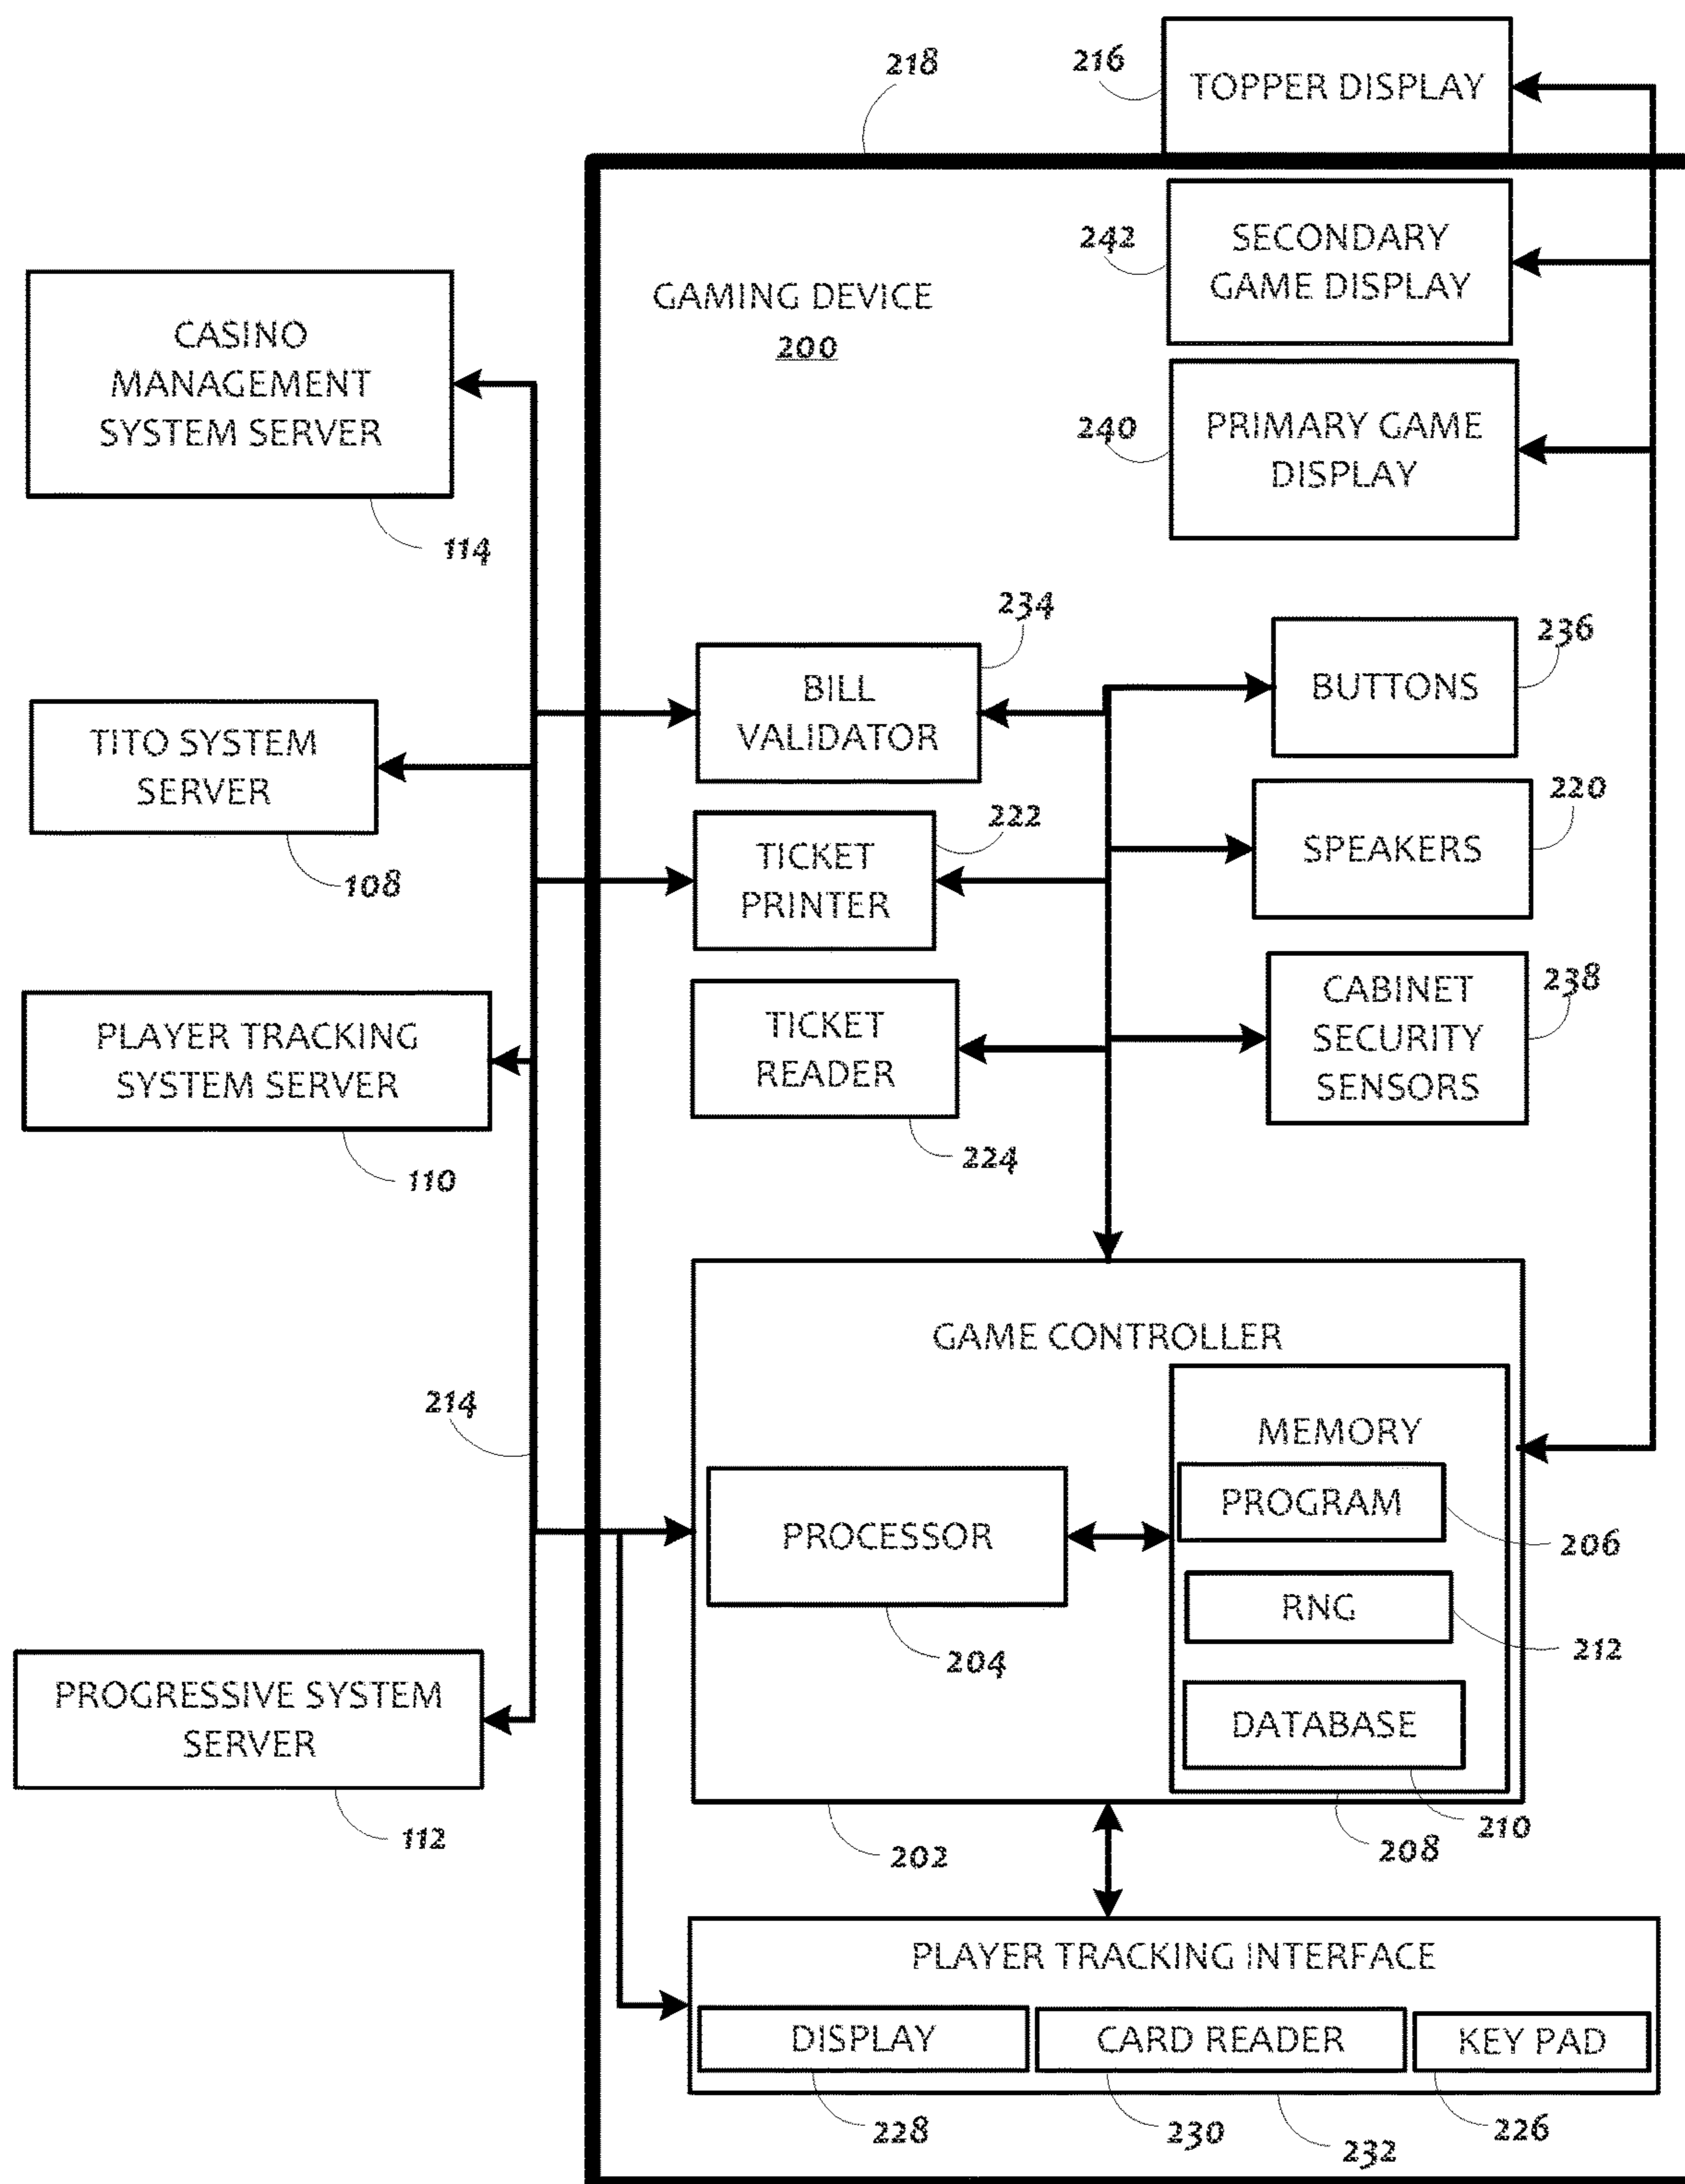 218
216
TOPPER DISPLAY
242
SECONDARY
GAME DISPLAY
GAMING DEVICE
200
CASINO
MANAGEMENT
SYSTEM SERVER
114
240
PRIMARY GAME
DISPLAY
234
BILL
VALIDATOR
236
BUTTONS
TITO SYSTEM
SERVER
108
222
TICKET
PRINTER
220
SPEAKERS
PLAYER TRACKING
SYSTEM SERVER
110
TICKET
READER
224
238
CABINET
SECURITY
SENSORS
GAME CONTROLLER
214
MEMORY
PROCESSOR
204
PROGRAM
206
RNG
212
DATABASE
210
208
202
PROGRESSIVE SYSTEM
SERVER
112
PLAYER TRACKING INTERFACE
DISPLAY
CARD READER
KEY PAD
228
230
232
226